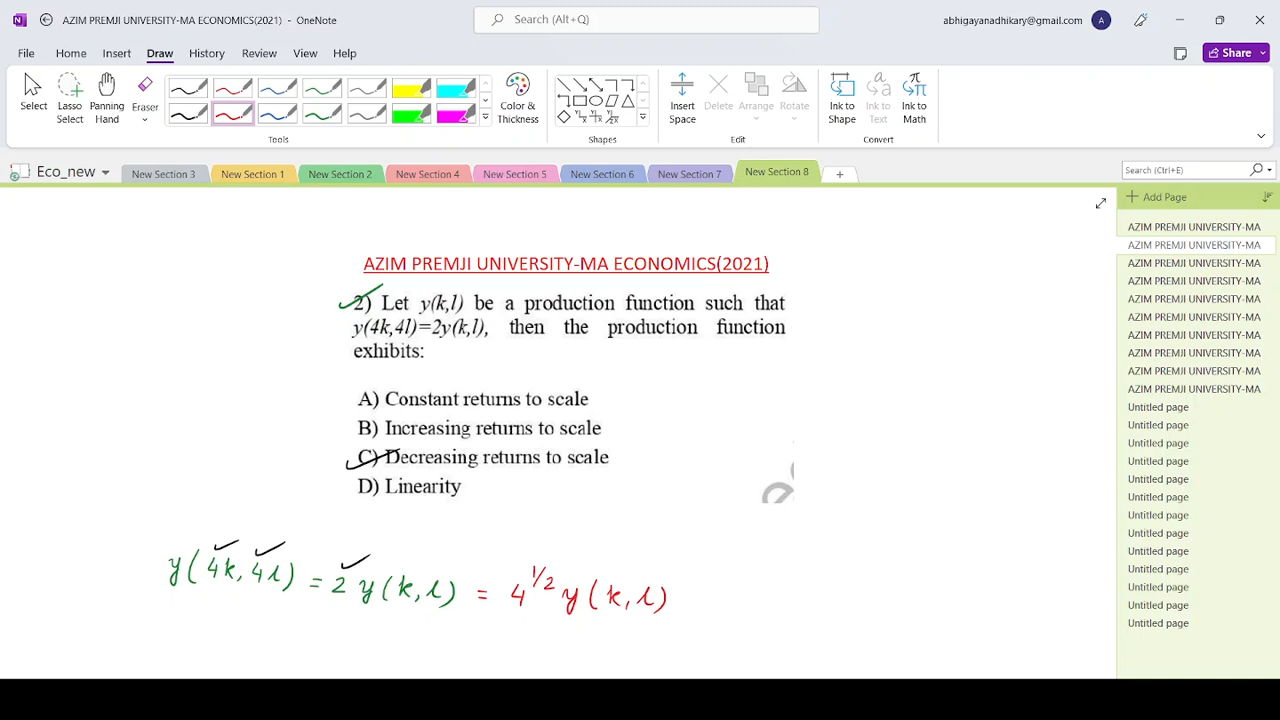 AZIM PREMJI UNIVERSITY-MA ECONOMICS(2021) - OneNote
Search (Alt+Q)
abhigayanadhikary@gmail.com
A
File Home Insert Draw History Review View Help
Share
Select
Lasso Select
Panning Hand
Eraser
Color & Thickness
Insert Space
Delete
Arrange
Rotate
Ink to Shape
Ink to Text
Ink to Math
Tools
Shapes
Edit
Convert
Eco_new
New Section 3
New Section 1
New Section 2
New Section 4
New Section 5
New Section 6
New Section 7
New Section 8
Search (Ctrl+E)
Add Page
AZIM PREMJI UNIVERSITY-MA
AZIM PREMJI UNIVERSITY-MA
AZIM PREMJI UNIVERSITY-MA
AZIM PREMJI UNIVERSITY-MA
AZIM PREMJI UNIVERSITY-MA
AZIM PREMJI UNIVERSITY-MA
AZIM PREMJI UNIVERSITY-MA
AZIM PREMJI UNIVERSITY-MA
AZIM PREMJI UNIVERSITY-MA
AZIM PREMJI UNIVERSITY-MA
Untitled page
Untitled page
Untitled page
Untitled page
Untitled page
Untitled page
Untitled page
Untitled page
Untitled page
Untitled page
Untitled page
Untitled page
Untitled page
AZIM PREMJI UNIVERSITY-MA ECONOMICS(2021)
2) Let y(k,l) be a production function such that
y(4k,4l)=2y(k,l), then the production function
exhibits:
A) Constant returns to scale
B) Increasing returns to scale
C) Decreasing returns to scale
D) Linearity
y(4k, 4l) = 2 y(k, l) = 4^1/2 y(k, l)